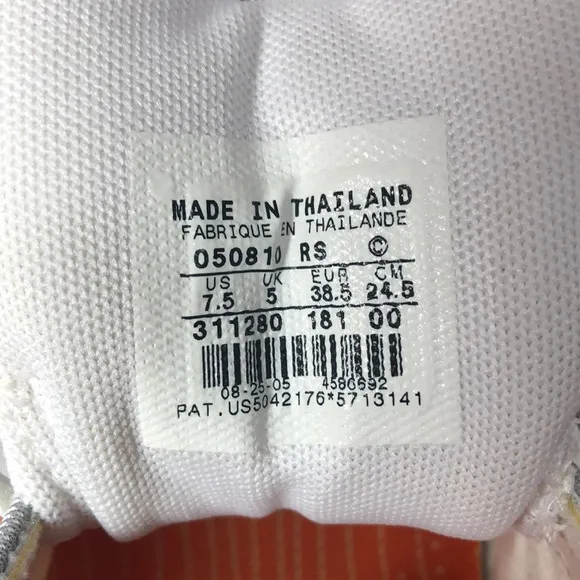 MADE IN THAILAND
FABRIQUE EN THAÏLANDE
050810 RS ©
US UK EUR CM
7.5 5 38.5 24.5
311280 181 00
08-25-05 4586692
PAT.US5042176*5713141